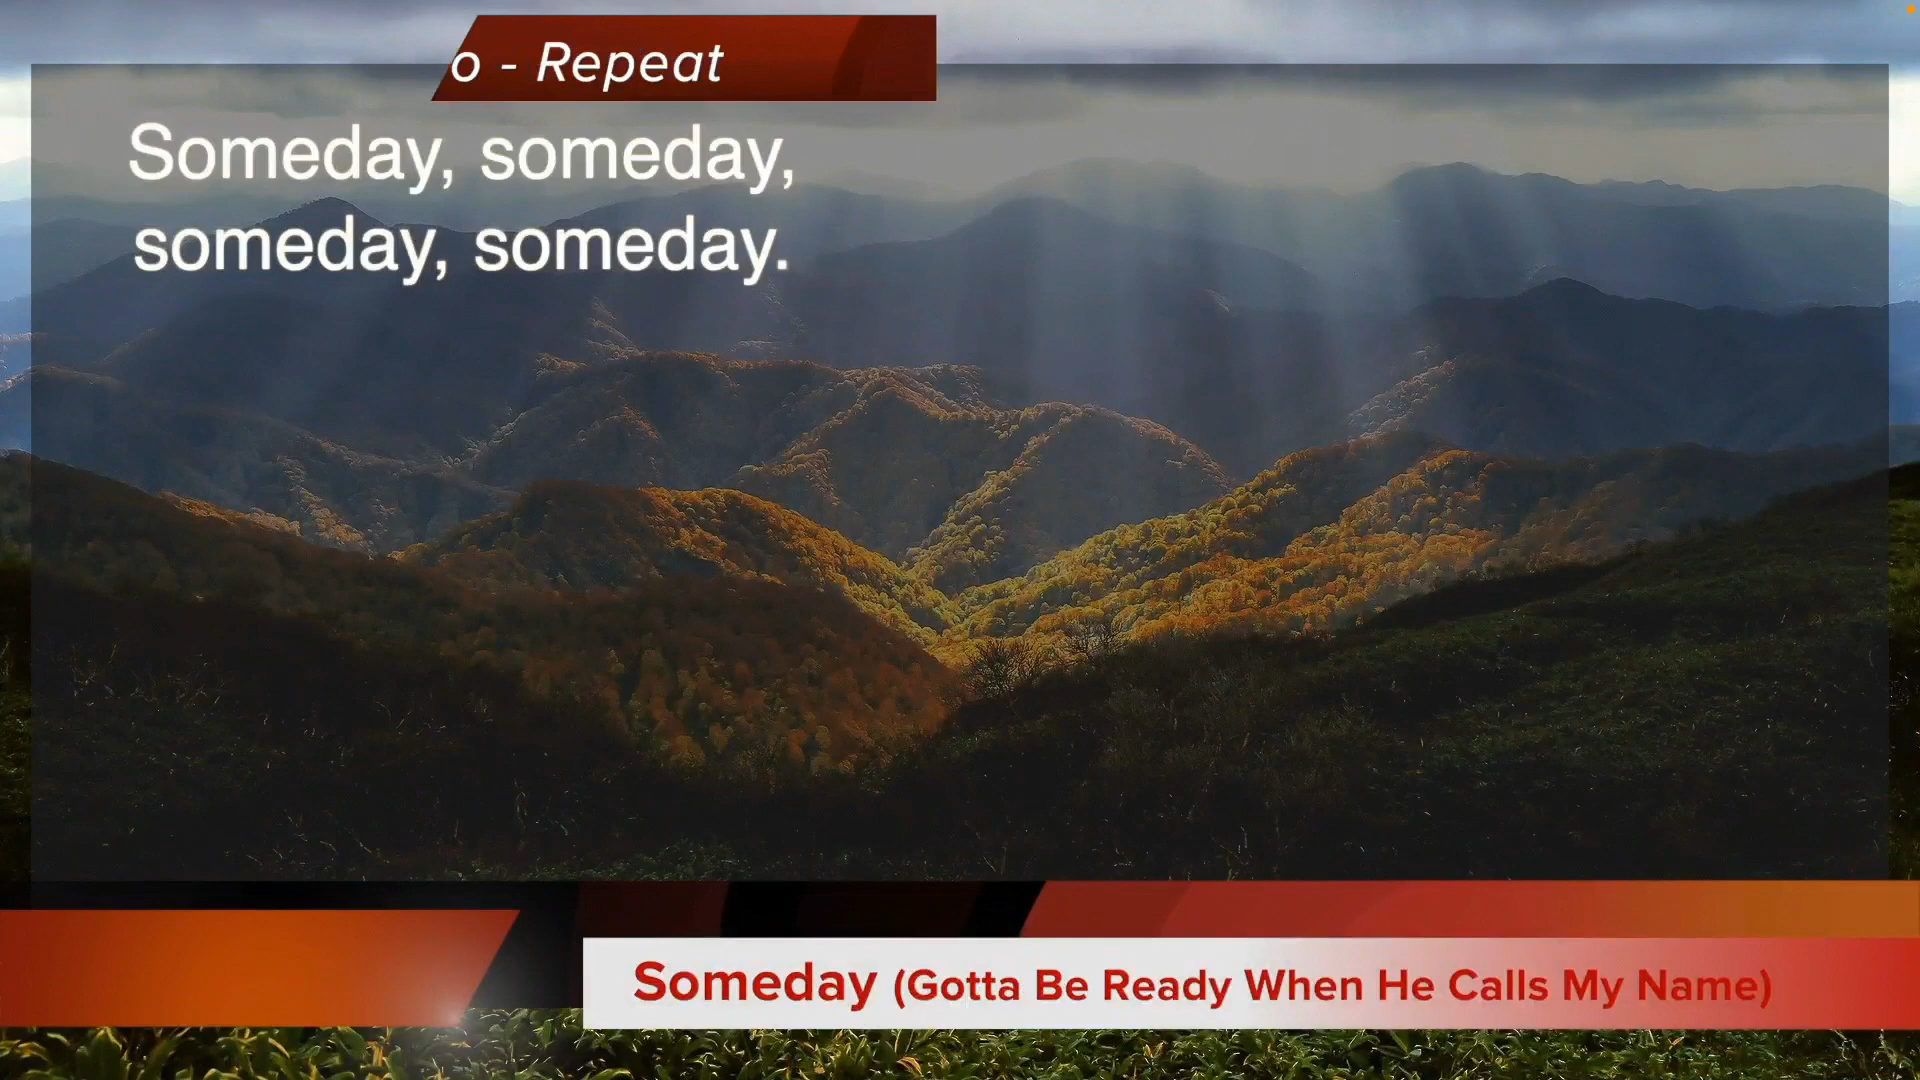 o - Repeat
Someday, someday,
someday, someday.
Someday (Gotta Be Ready When He Calls My Name)